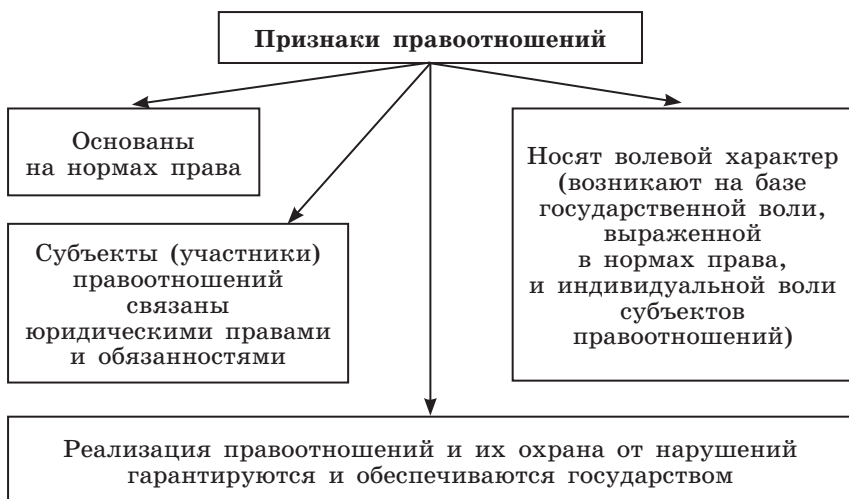 Признаки правоотношений
Основаны
на нормах права
Субъекты (участники)
правоотношений
связаны
юридическими правами
и обязанностями
Носят волевой характер
(возникают на базе
государственной воли,
выраженной
в нормах права,
и индивидуальной воли
субъектов
правоотношений)
Реализация правоотношений и их охрана от нарушений
гарантируются и обеспечиваются государством